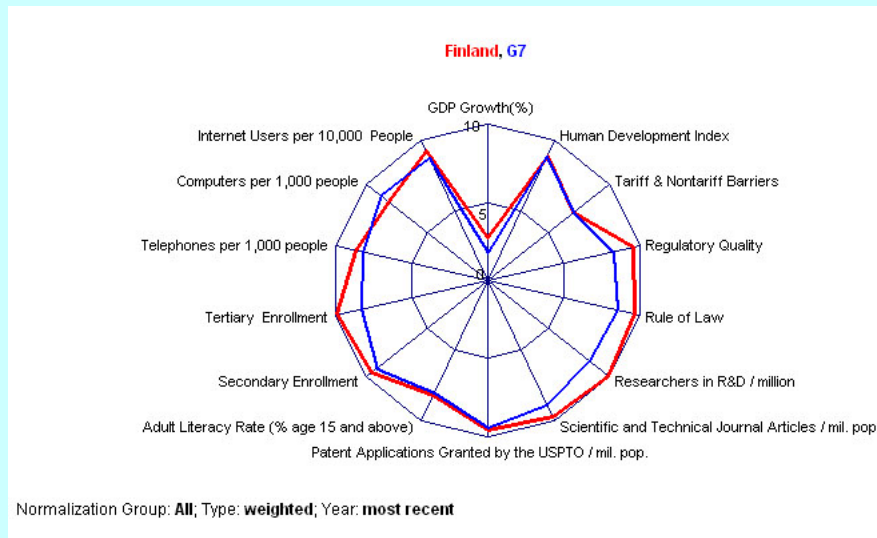 Finland, G7
GDP Growth(%)
10
Internet Users per 10,000 People
Human Development Index
Computers per 1,000 people
Tariff & Nontariff Barriers
5
Telephones per 1,000 people
Regulatory Quality
0
Tertiary Enrollment
Rule of Law
Secondary Enrollment
Researchers in R&D / million
Adult Literacy Rate (% age 15 and above)
Scientific and Technical Journal Articles / mil. pop
Patent Applications Granted by the USPTO / mil. pop.
Normalization Group: All; Type: weighted; Year: most recent